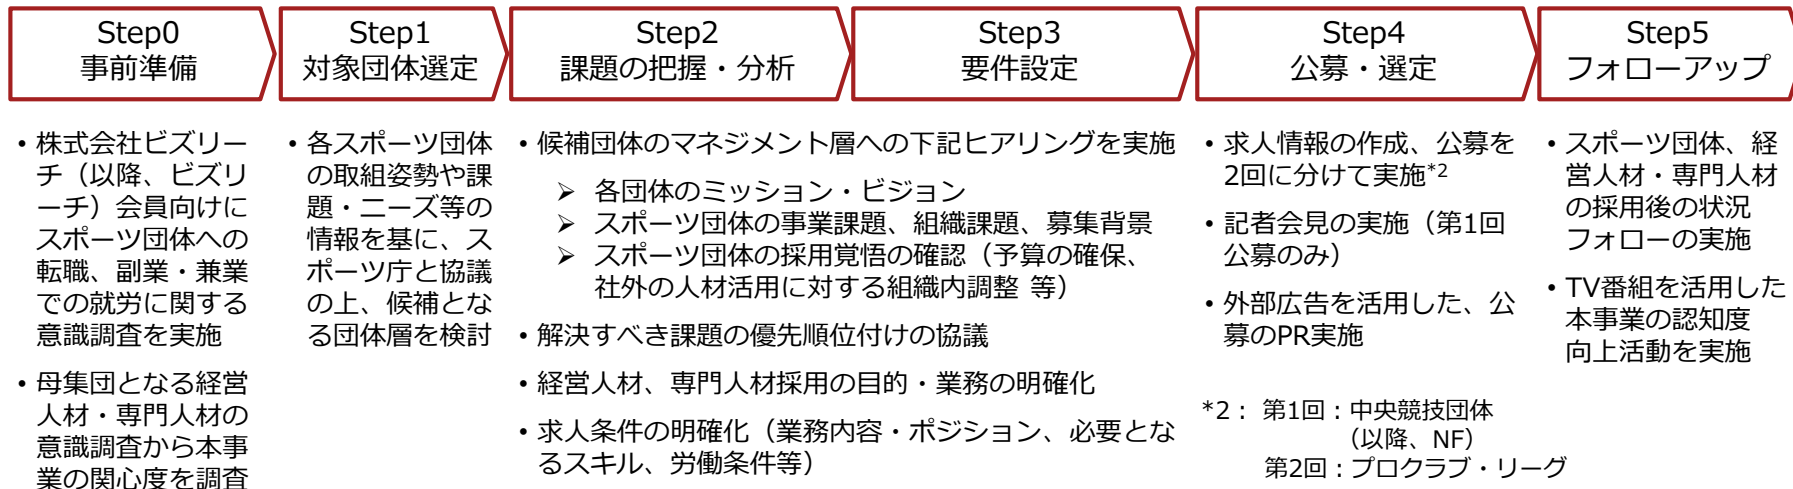 Step0
事前準備
Step1
対象団体選定
Step2
課題の把握・分析
Step3
要件設定
Step4
公募・選定
Step5
フォローアップ
• 株式会社ビズリー
チ（以降、ビズリ
ーチ）会員向けに
スポーツ団体への
転職、副業・兼業
での就労に関する
意識調査を実施
• 母集団となる経営
人材・専門人材の
意識調査から本事
業の関心度を調査
• 各スポーツ団体
の取組姿勢や課
題・ニーズ等の
情報を基に、ス
ポーツ庁と協議
の上、候補とな
る団体層を検討
• 候補団体のマネジメント層への下記ヒアリングを実施
➢ 各団体のミッション・ビジョン
➢ スポーツ団体の事業課題、組織課題、募集背景
➢ スポーツ団体の採用覚悟の確認（予算の確保、
社外の人材活用に対する組織内調整 等）
• 解決すべき課題の優先順位付けの協議
• 経営人材、専門人材採用の目的・業務の明確化
• 求人条件の明確化（業務内容・ポジション、必要とな
るスキル、労働条件等）
• 求人情報の作成、公募を
2回に分けて実施*2
• 記者会見の実施（第1回
公募のみ）
• 外部広告を活用した、公
募のPR実施
*2： 第1回：中央競技団体
（以降、NF）
第2回：プロクラブ・リーグ
• スポーツ団体、経
営人材・専門人材
の採用後の状況
フォローの実施
• TV番組を活用した
本事業の認知度
向上活動を実施